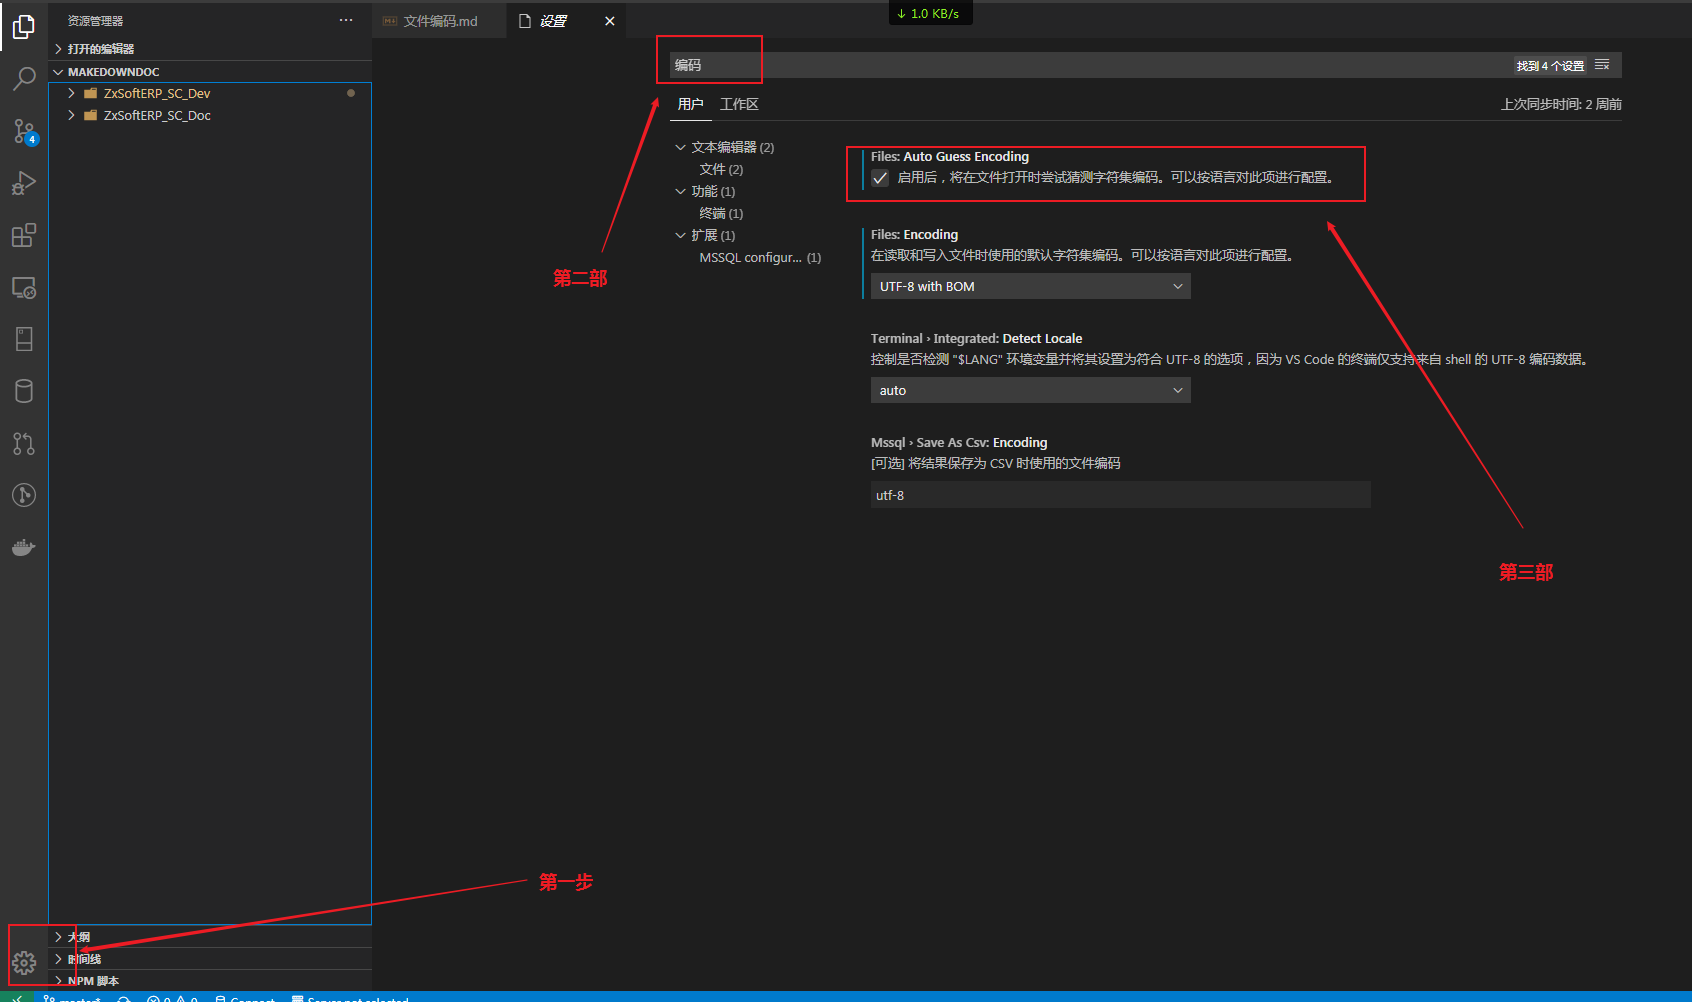 资源管理器
文件编码.md
设置
↓ 1.0 KB/s
打开的编辑器
MAKEDOWNDOC
ZxSoftERP_SC_Dev
ZxSoftERP_SC_Doc
4
编码
找到 4 个设置
用户 工作区
上次同步时间: 2 周前
文本编辑器 (2)
文件 (2)
功能 (1)
终端 (1)
扩展 (1)
MSSQL configur... (1)
Files: Auto Guess Encoding
启用后，将在文件打开时尝试猜测字符集编码。可以按语言对此项进行配置。
Files: Encoding
在读取和写入文件时使用的默认字符集编码。可以按语言对此项进行配置。
UTF-8 with BOM
Terminal › Integrated: Detect Locale
控制是否检测 "$LANG" 环境变量并将其设置为符合 UTF-8 的选项，因为 VS Code 的终端仅支持来自 shell 的 UTF-8 编码数据。
auto
Mssql › Save As Csv: Encoding
[可选] 将结果保存为 CSV 时使用的文件编码
utf-8
第二部
第三部
第一步
大纲
时间线
NPM 脚本
master* 0 0 Connect Server not selected